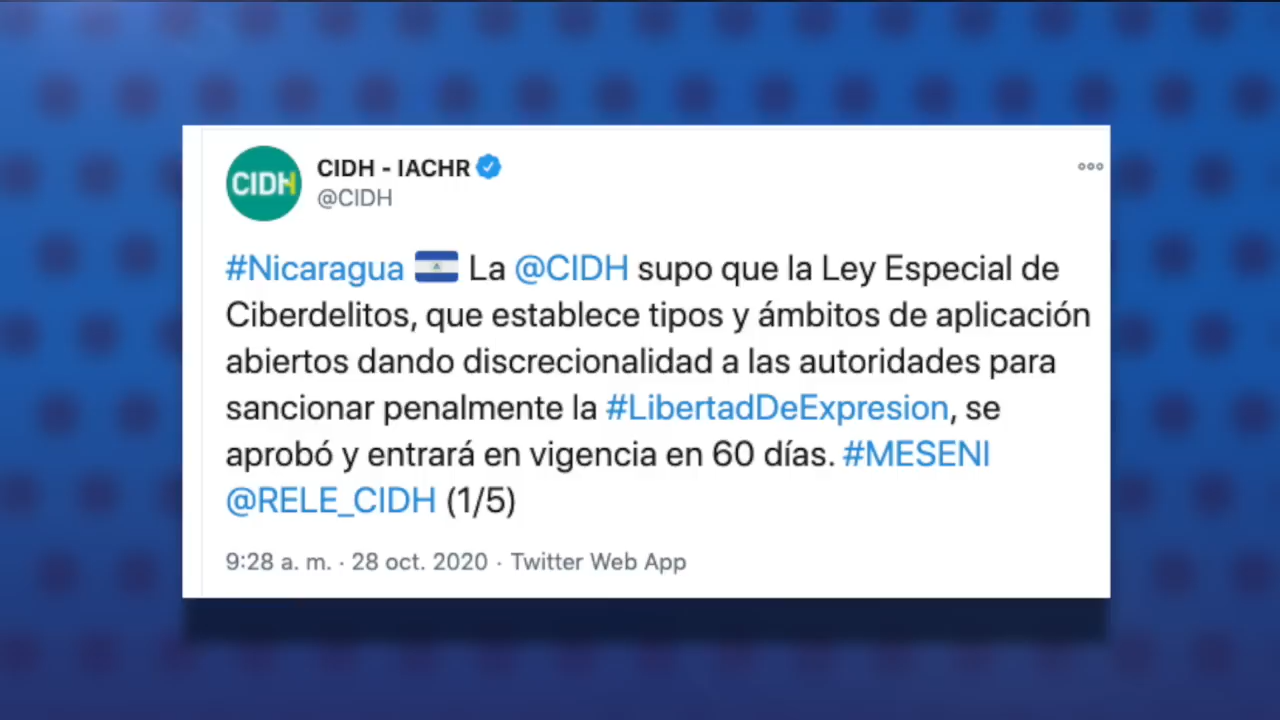 CIDH
CIDH - IACHR
@CIDH
#Nicaragua 🇳🇮 La @CIDH supo que la Ley Especial de
Ciberdelitos, que establece tipos y ámbitos de aplicación
abiertos dando discrecionalidad a las autoridades para
sancionar penalmente la #LibertadDeExpresion, se
aprobó y entrará en vigencia en 60 días. #MESENI
@RELE_CIDH (1/5)
9:28 a. m. · 28 oct. 2020 · Twitter Web App